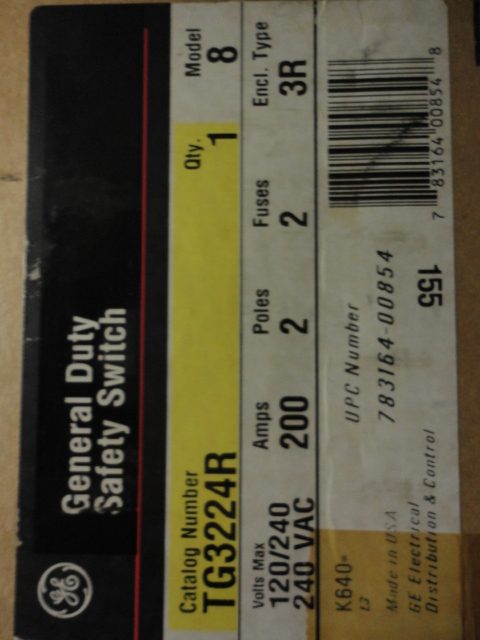 General Duty
Safety Switch
GE
Catalog Number
TG3224R
Qty.
1
Model
8
Volts Max
120/240
240 VAC
Amps
200
Poles
2
Fuses
2
Encl. Type
3R
K640-
13
Made in USA
GE Electrical
Distribution & Control
UPC Number
783164-00854
155
7 83164 00854 8